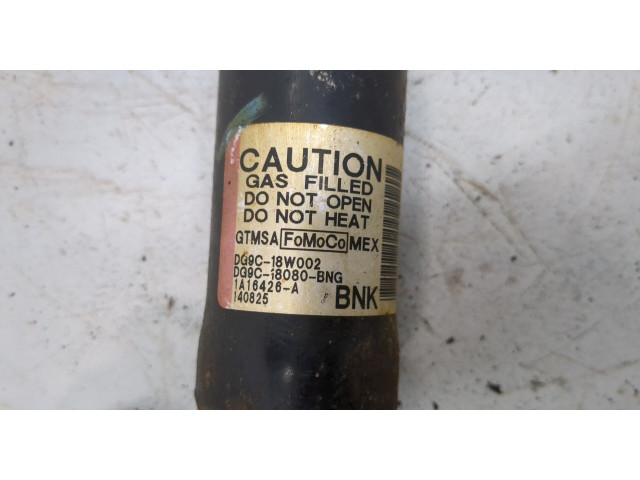 CAUTION
GAS FILLED
DO NOT OPEN
DO NOT HEAT
GTMSA FoMoCo MEX
DG9C-18W002
DG9C-18080-BNG
1A16426-A
140825 BNK